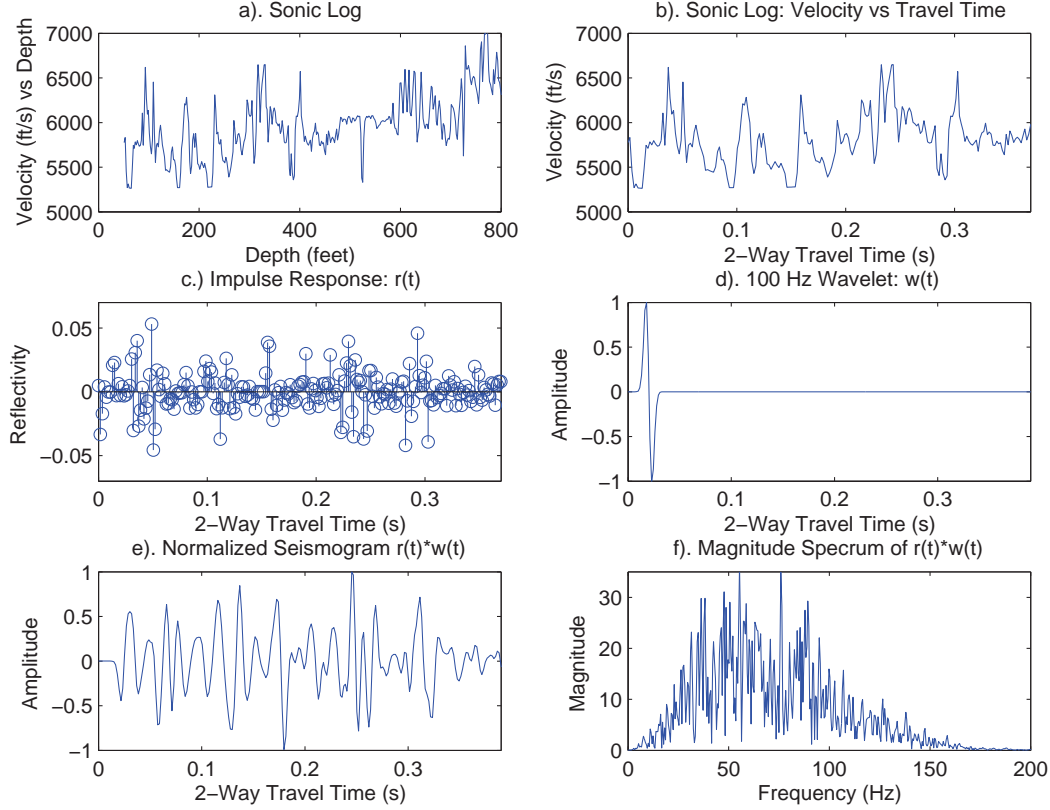 a). Sonic Log
7000
6500
6000
5500
5000
Velocity (ft/s) vs Depth
0 200 400 600 800
Depth (feet)
b). Sonic Log: Velocity vs Travel Time
7000
6500
6000
5500
5000
Velocity (ft/s)
0 0.1 0.2 0.3
2−Way Travel Time (s)
c.) Impulse Response: r(t)
0.05
0
−0.05
Reflectivity
0 0.1 0.2 0.3
2−Way Travel Time (s)
d). 100 Hz Wavelet: w(t)
1
0.5
0
−0.5
−1
Amplitude
0 0.1 0.2 0.3
2−Way Travel Time (s)
e). Normalized Seismogram r(t)*w(t)
1
0.5
0
−0.5
−1
Amplitude
0 0.1 0.2 0.3
2−Way Travel Time (s)
f). Magnitude Specrum of r(t)*w(t)
30
20
10
0
Magnitude
0 50 100 150 200
Frequency (Hz)